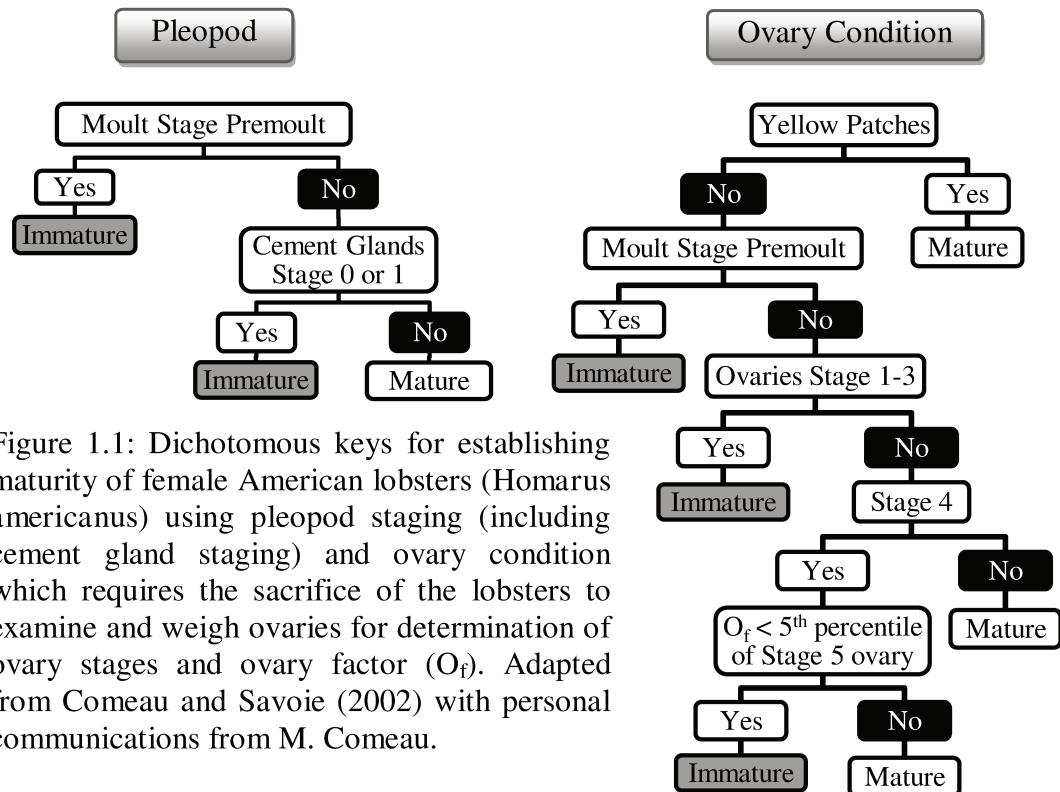 Pleopod
Moult Stage Premoult
Yes
No
Immature
Cement Glands
Stage 0 or 1
Yes
No
Immature
Mature
Figure 1.1: Dichotomous keys for establishing
maturity of female American lobsters (Homarus
americanus) using pleopod staging (including
cement gland staging) and ovary condition
which requires the sacrifice of the lobsters to
examine and weigh ovaries for determination of
ovary stages and ovary factor (Of). Adapted
from Comeau and Savoie (2002) with personal
communications from M. Comeau.
Ovary Condition
Yellow Patches
No
Yes
Mature
Moult Stage Premoult
Yes
No
Immature
Ovaries Stage 1-3
Yes
No
Immature
Stage 4
Yes
No
Mature
Of < 5th percentile
of Stage 5 ovary
Yes
No
Immature
Mature